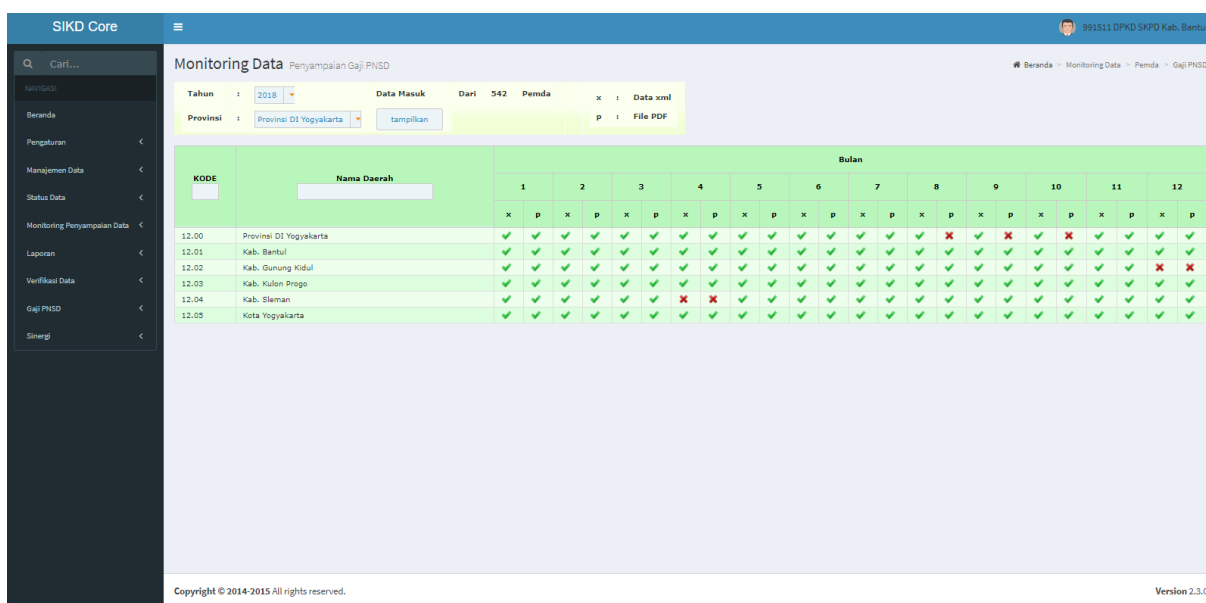 SIKD Core
991511 DPKD SKPD Kab. Bantu
Cari...
NAVIGASI
Beranda
Pengaturan
Manajemen Data
Status Data
Monitoring Penyampaian Data
Laporan
Verifikasi Data
Gaji PNSD
Sinergi
Monitoring Data Penyampaian Gaji PNSD
Beranda > Monitoring Data > Pemda > Gaji PNSD
Tahun : 2018 Data Masuk Dari 542 Pemda x : Data xml
Provinsi : Provinsi DI Yogyakarta tampilkan p : File PDF
KODE Nama Daerah Bulan
1 2 3 4 5 6 7 8 9 10 11 12
x p x p x p x p x p x p x p x p x p x p x p x p
12.00 Provinsi DI Yogyakarta
12.01 Kab. Bantul
12.02 Kab. Gunung Kidul
12.03 Kab. Kulon Progo
12.04 Kab. Sleman
12.05 Kota Yogyakarta
Copyright © 2014-2015 All rights reserved.
Version 2.3.0